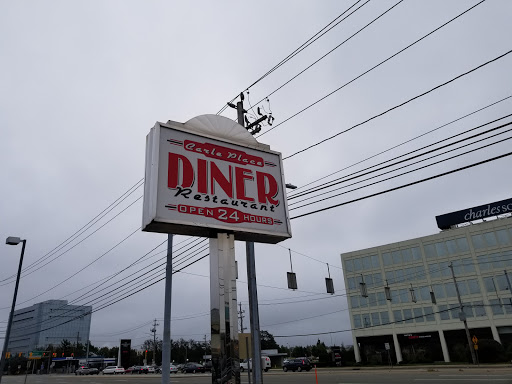 Carle Place
DINER
Restaurant
OPEN 24 HOURS
charles sc